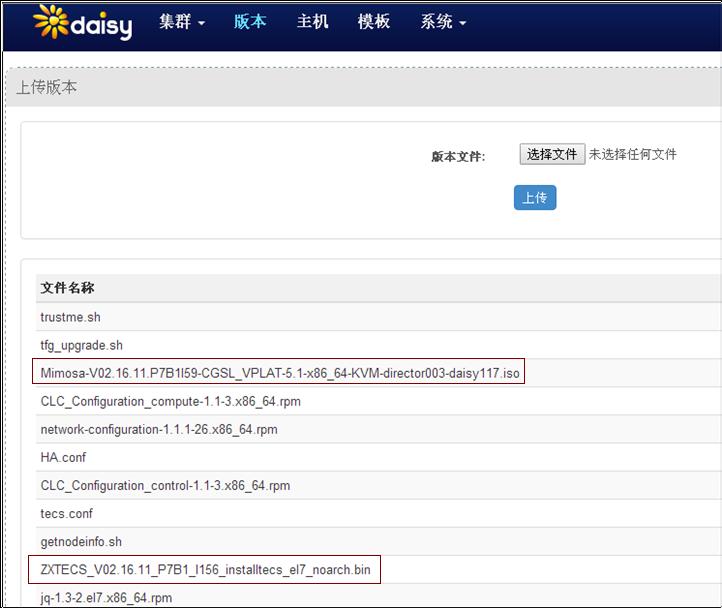 daisy 集群 版本 主机 模板 系统
上传版本
版本文件: 选择文件 未选择任何文件
上传
文件名称
trustme.sh
tfg_upgrade.sh
Mimosa-V02.16.11.P7B1I59-CGSL_VPLAT-5.1-x86_64-KVM-director003-daisy117.iso
CLC_Configuration_compute-1.1-3.x86_64.rpm
network-configuration-1.1.1-26.x86_64.rpm
HA.conf
CLC_Configuration_control-1.1-3.x86_64.rpm
tecs.conf
getnodeinfo.sh
ZXTECS_V02.16.11_P7B1_I156_installtecs_el7_noarch.bin
jq-1.3-2.el7.x86_64.rpm